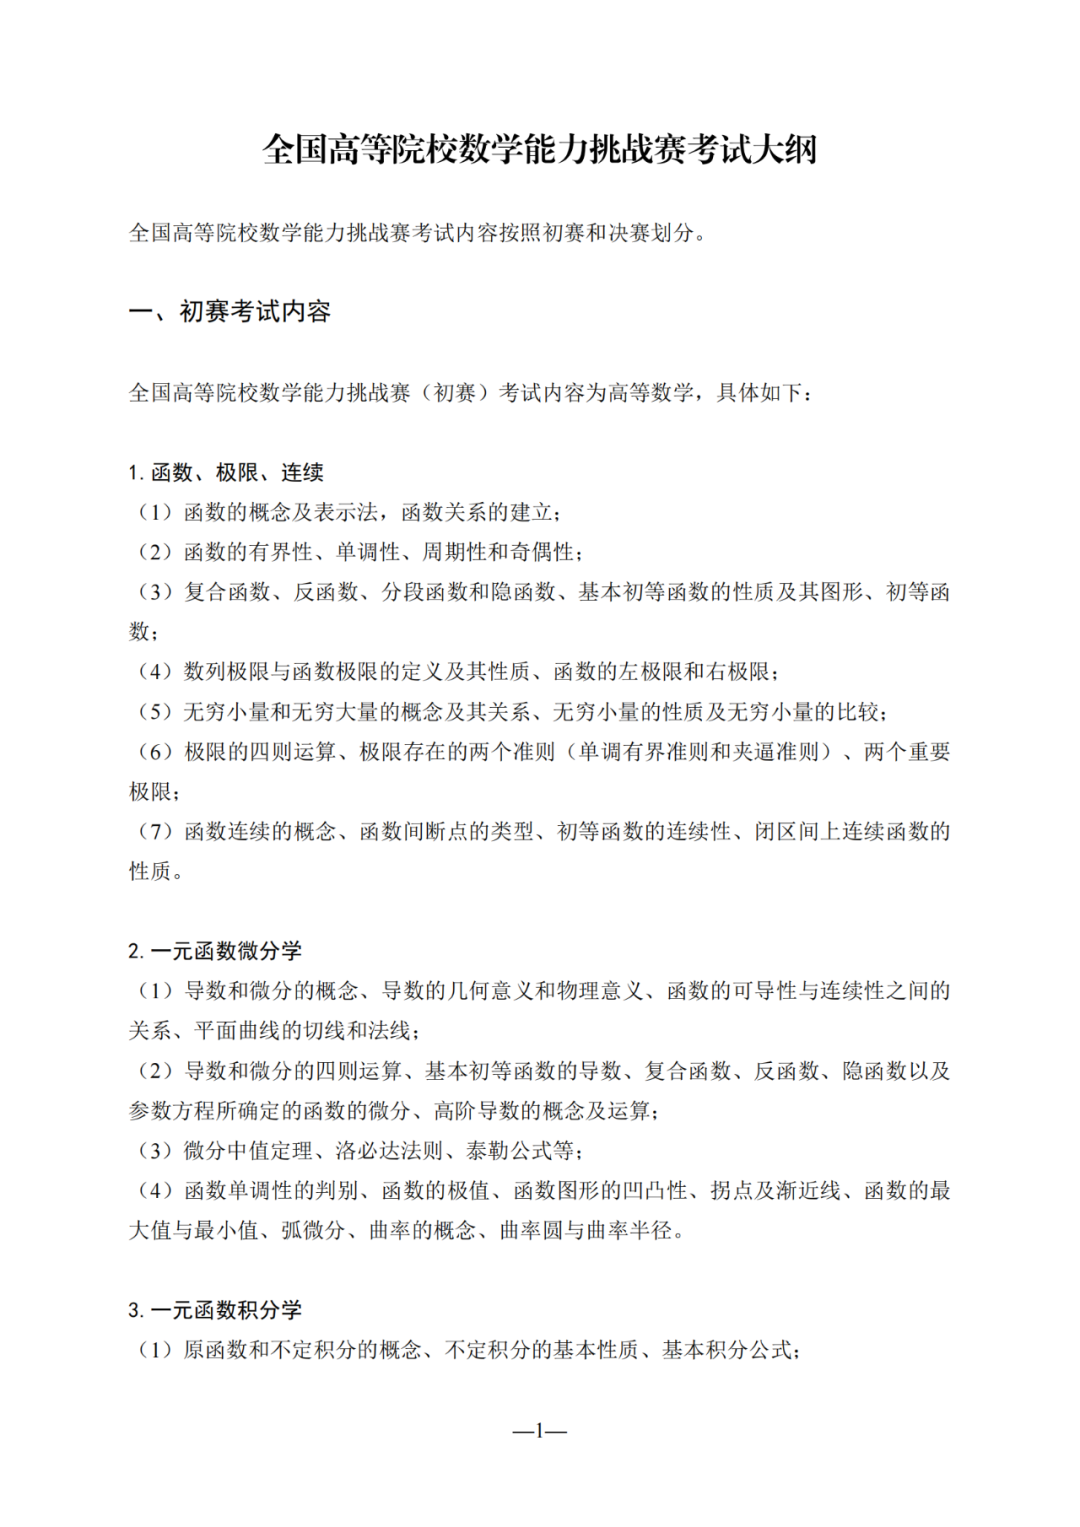 全国高等院校数学能力挑战赛考试大纲
全国高等院校数学能力挑战赛考试内容按照初赛和决赛划分。
一、初赛考试内容
全国高等院校数学能力挑战赛（初赛）考试内容为高等数学，具体如下：
1.函数、极限、连续
（1）函数的概念及表示法，函数关系的建立；
（2）函数的有界性、单调性、周期性和奇偶性；
（3）复合函数、反函数、分段函数和隐函数、基本初等函数的性质及其图形、初等函
数；
（4）数列极限与函数极限的定义及其性质、函数的左极限和右极限；
（5）无穷小量和无穷大量的概念及其关系、无穷小量的性质及无穷小量的比较；
（6）极限的四则运算、极限存在的两个准则（单调有界准则和夹逼准则）、两个重要
极限；
（7）函数连续的概念、函数间断点的类型、初等函数的连续性、闭区间上连续函数的
性质。
2.一元函数微分学
（1）导数和微分的概念、导数的几何意义和物理意义、函数的可导性与连续性之间的
关系、平面曲线的切线和法线；
（2）导数和微分的四则运算、基本初等函数的导数、复合函数、反函数、隐函数以及
参数方程所确定的函数的微分、高阶导数的概念及运算；
（3）微分中值定理、洛必达法则、泰勒公式等；
（4）函数单调性的判别、函数的极值、函数图形的凹凸性、拐点及渐近线、函数的最
大值与最小值、弧微分、曲率的概念、曲率圆与曲率半径。
3.一元函数积分学
（1）原函数和不定积分的概念、不定积分的基本性质、基本积分公式；
—1—